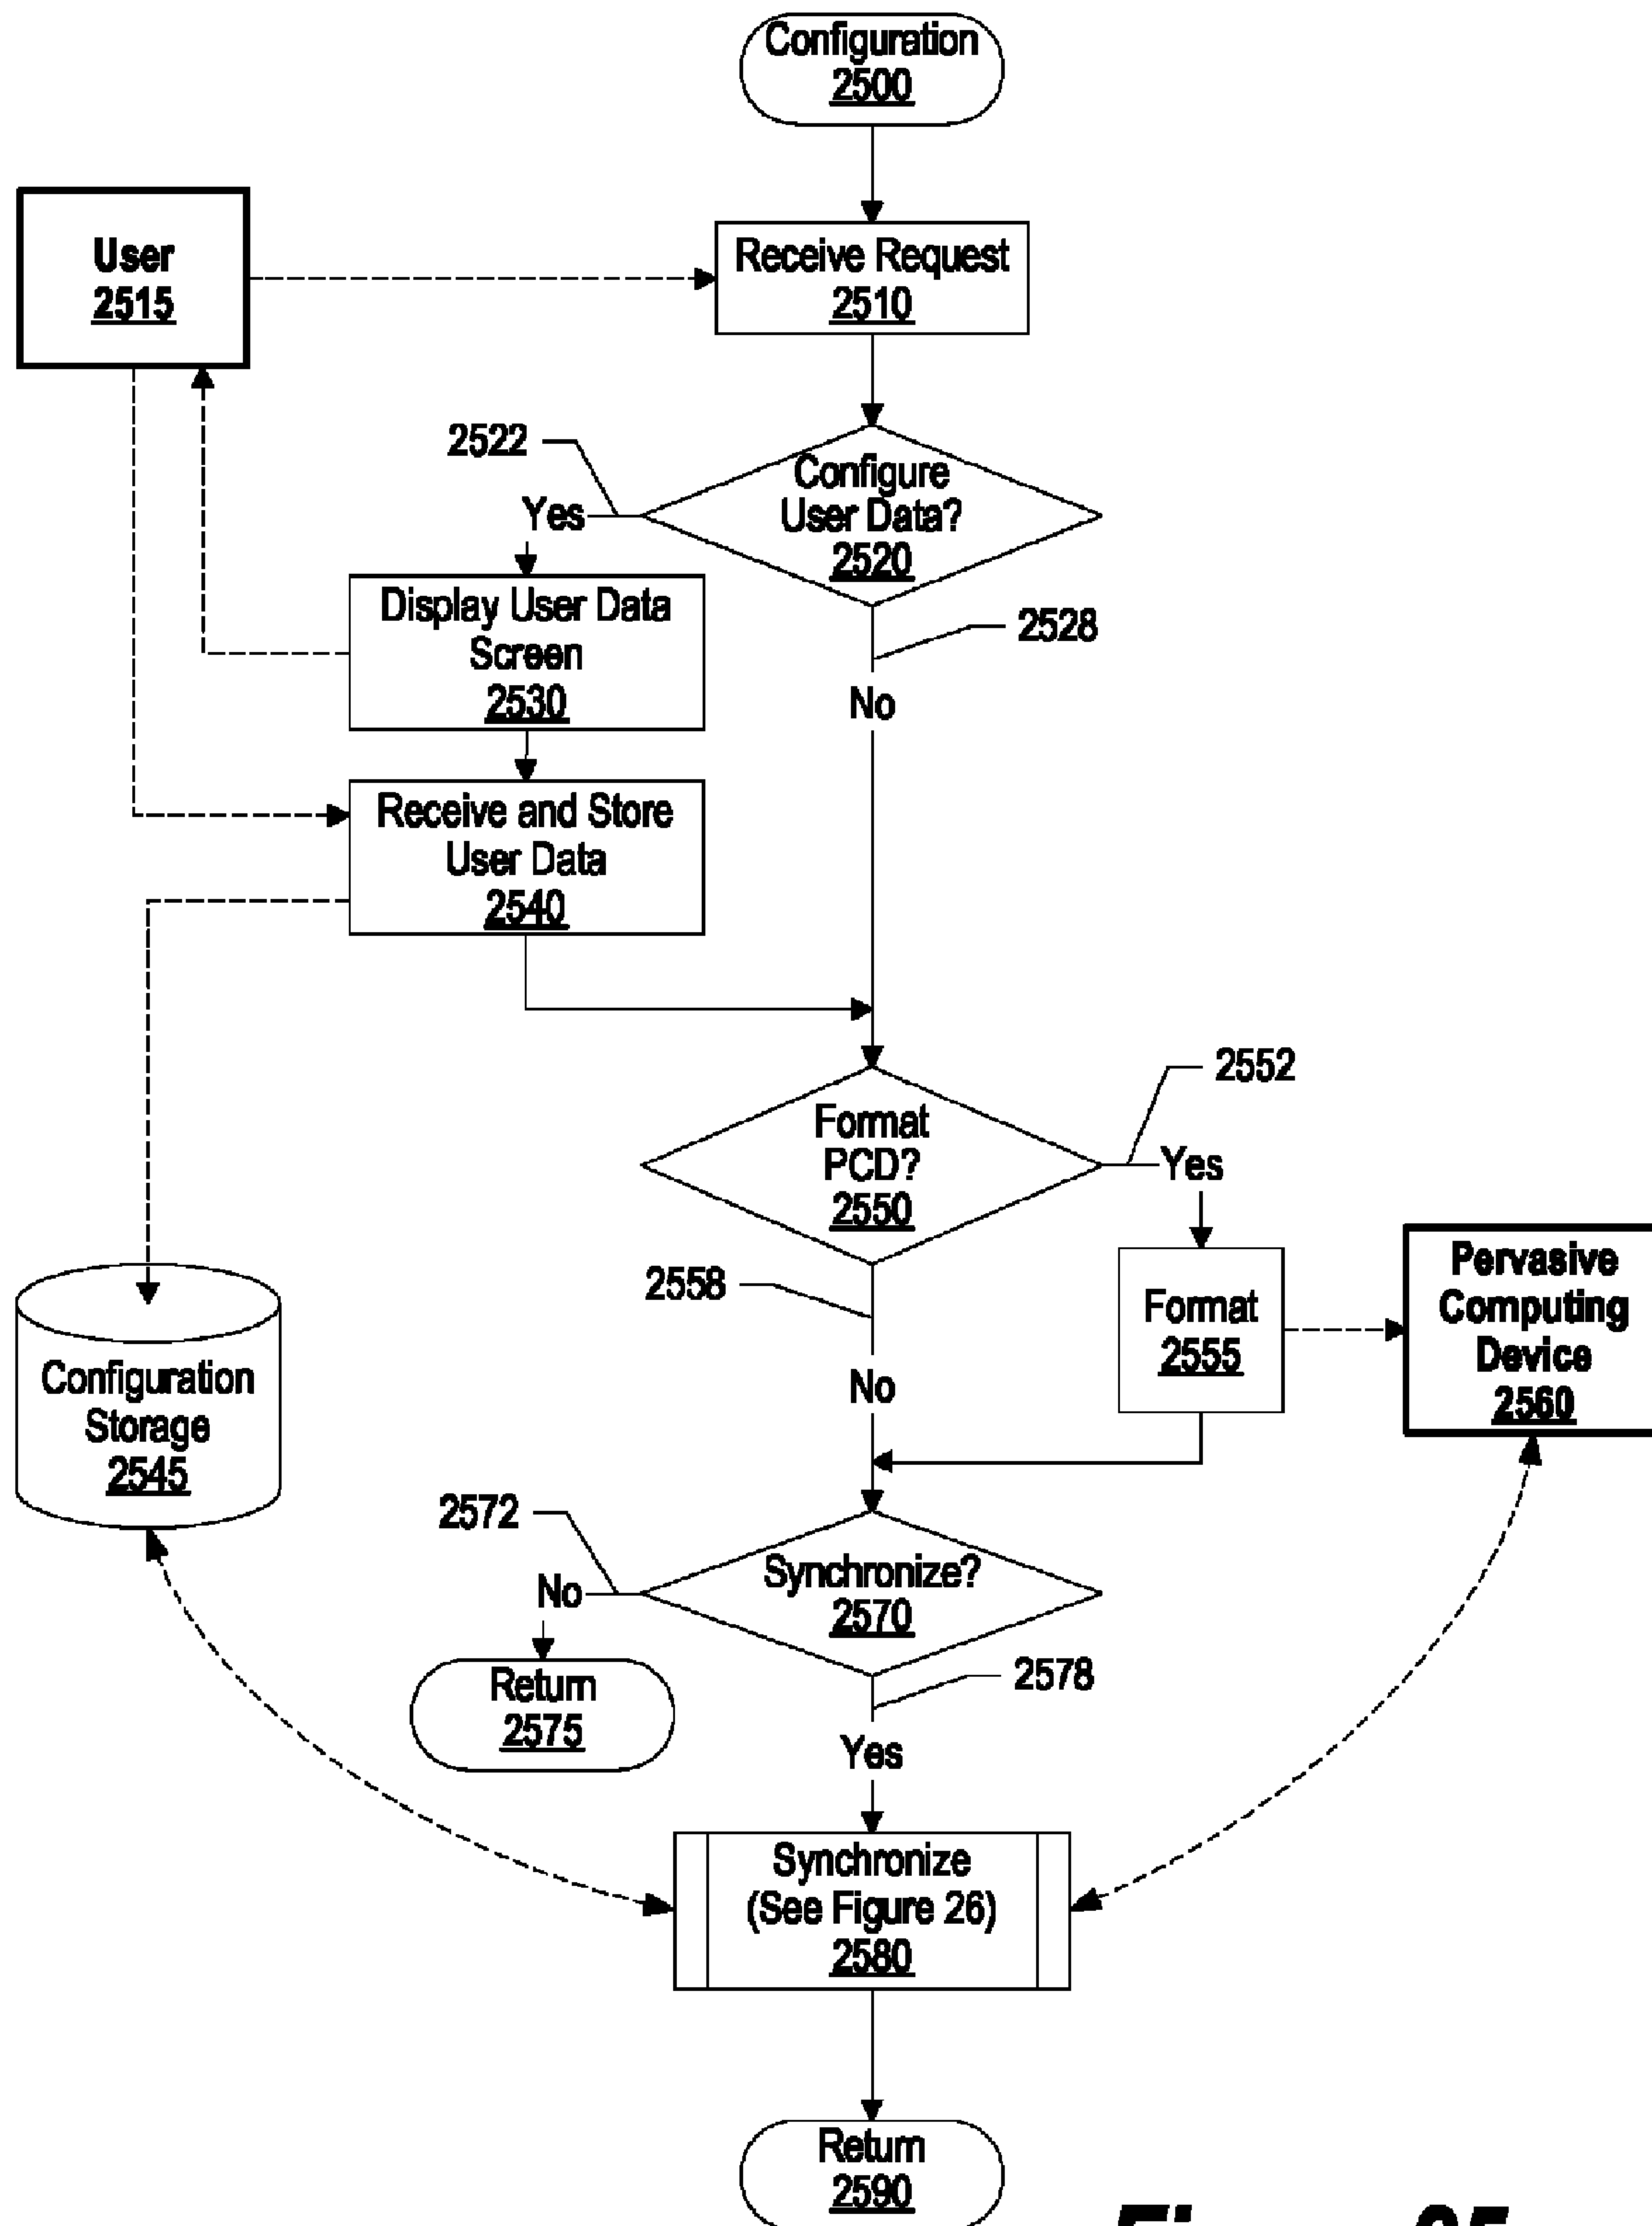 Configuration
2500
User
2515
Receive Request
2510
2522
Configure
User Data?
2520
Yes
Display User Data
Screen
2530
2528
No
Receive and Store
User Data
2540
2552
Format
PCD?
2550
Yes
2558
Format
2555
Pervasive
Computing
Device
2560
No
Configuration
Storage
2545
2572
Synchronize?
2570
No
Return
2575
2578
Yes
Synchronize
(See Figure 26)
2580
Return
2590